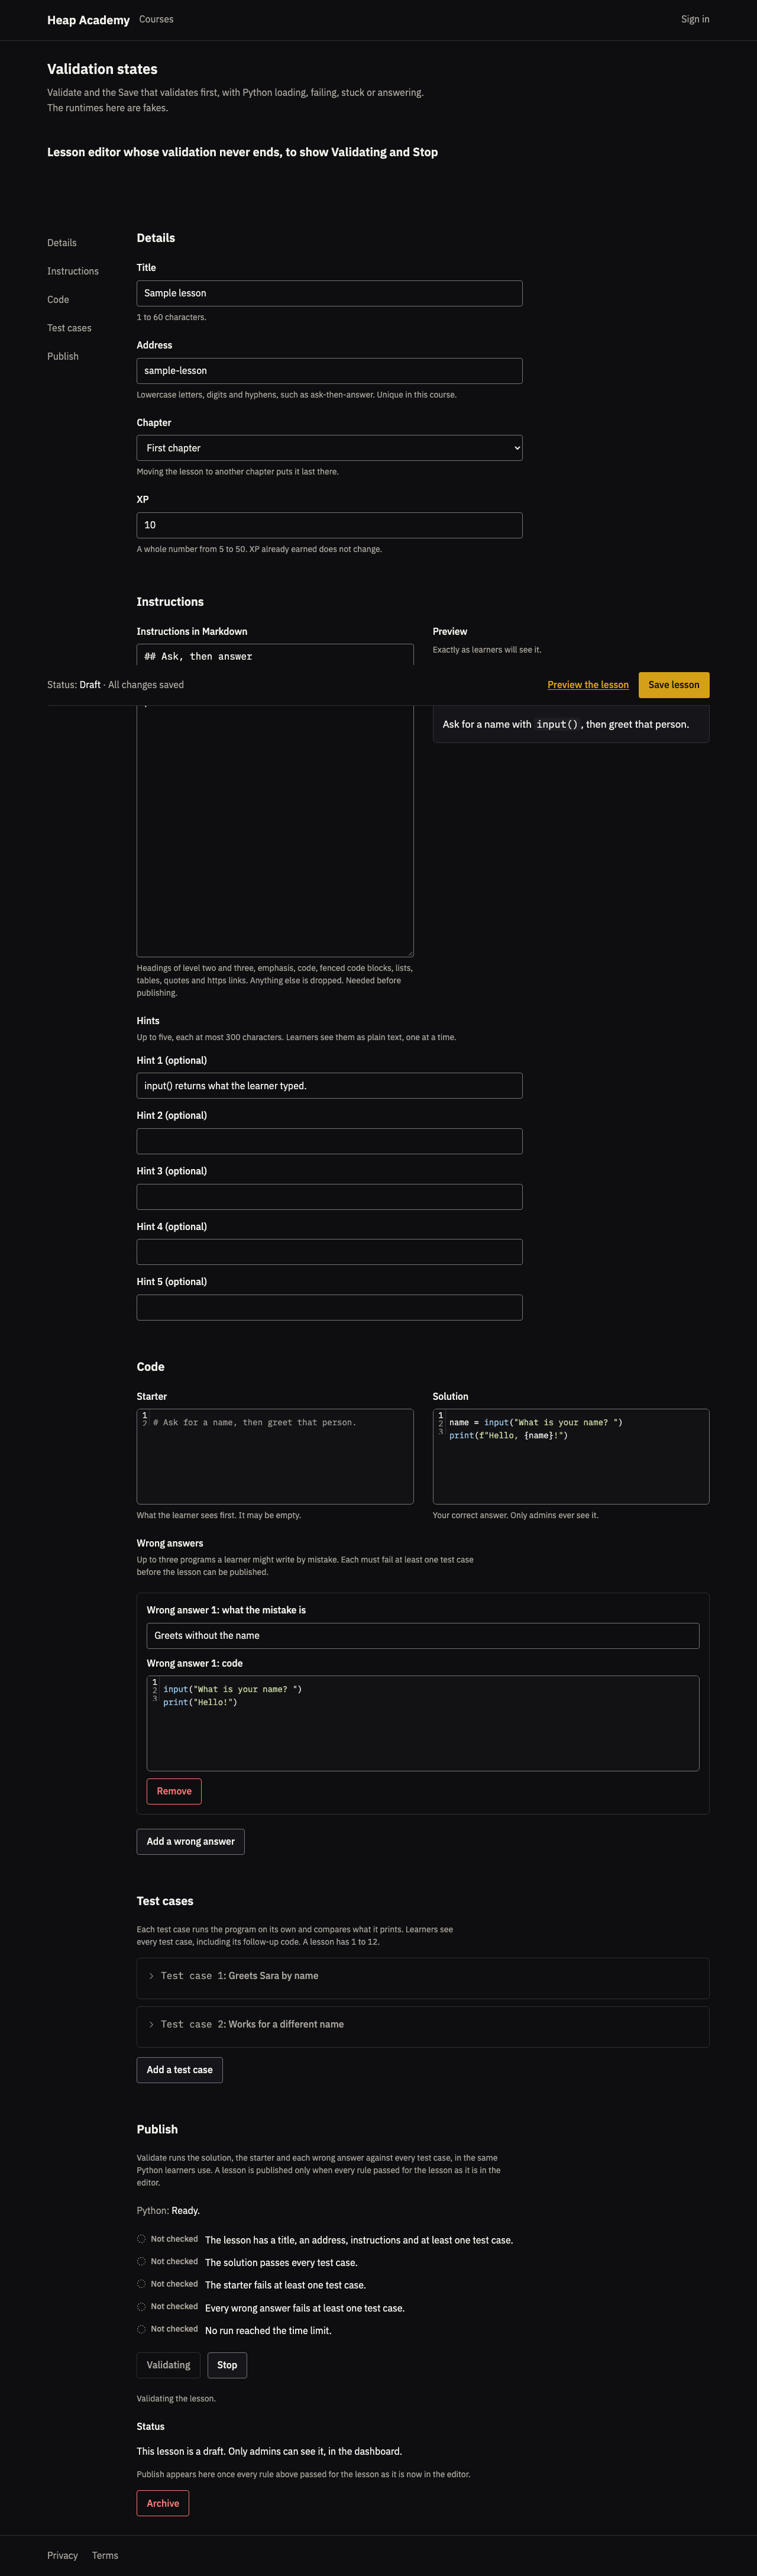 Heap Academy
Courses
Sign in
Validation states
Validate and the Save that validates first, with Python loading, failing, stuck or answering.
The runtimes here are fakes.
Lesson editor whose validation never ends, to show Validating and Stop
Details
Instructions
Code
Test cases
Publish
Details
Title
Sample lesson
1 to 60 characters.
Address
sample-lesson
Lowercase letters, digits and hyphens, such as ask-then-answer. Unique in this course.
Chapter
First chapter
Moving the lesson to another chapter puts it last there.
XP
10
A whole number from 5 to 50. XP already earned does not change.
Instructions
Instructions in Markdown
## Ask, then answer
Preview
Exactly as learners will see it.
Status: Draft · All changes saved
Preview the lesson
Save lesson
Ask for a name with input(), then greet that person.
Headings of level two and three, emphasis, code, fenced code blocks, lists,
tables, quotes and https links. Anything else is dropped. Needed before
publishing.
Hints
Up to five, each at most 300 characters. Learners see them as plain text, one at a time.
Hint 1 (optional)
input() returns what the learner typed.
Hint 2 (optional)
Hint 3 (optional)
Hint 4 (optional)
Hint 5 (optional)
Code
Starter
1
2
# Ask for a name, then greet that person.
What the learner sees first. It may be empty.
Solution
1
2
3
name = input("What is your name? ")
print(f"Hello, {name}!")
Your correct answer. Only admins ever see it.
Wrong answers
Up to three programs a learner might write by mistake. Each must fail at least one test case
before the lesson can be published.
Wrong answer 1: what the mistake is
Greets without the name
Wrong answer 1: code
1
2
3
input("What is your name? ")
print("Hello!")
Remove
Add a wrong answer
Test cases
Each test case runs the program on its own and compares what it prints. Learners see
every test case, including its follow-up code. A lesson has 1 to 12.
Test case 1: Greets Sara by name
Test case 2: Works for a different name
Add a test case
Publish
Validate runs the solution, the starter and each wrong answer against every test case, in the same
Python learners use. A lesson is published only when every rule passed for the lesson as it is in the
editor.
Python: Ready.
Not checked The lesson has a title, an address, instructions and at least one test case.
Not checked The solution passes every test case.
Not checked The starter fails at least one test case.
Not checked Every wrong answer fails at least one test case.
Not checked No run reached the time limit.
Validating
Stop
Validating the lesson.
Status
This lesson is a draft. Only admins can see it, in the dashboard.
Publish appears here once every rule above passed for the lesson as it is now in the editor.
Archive
Privacy
Terms